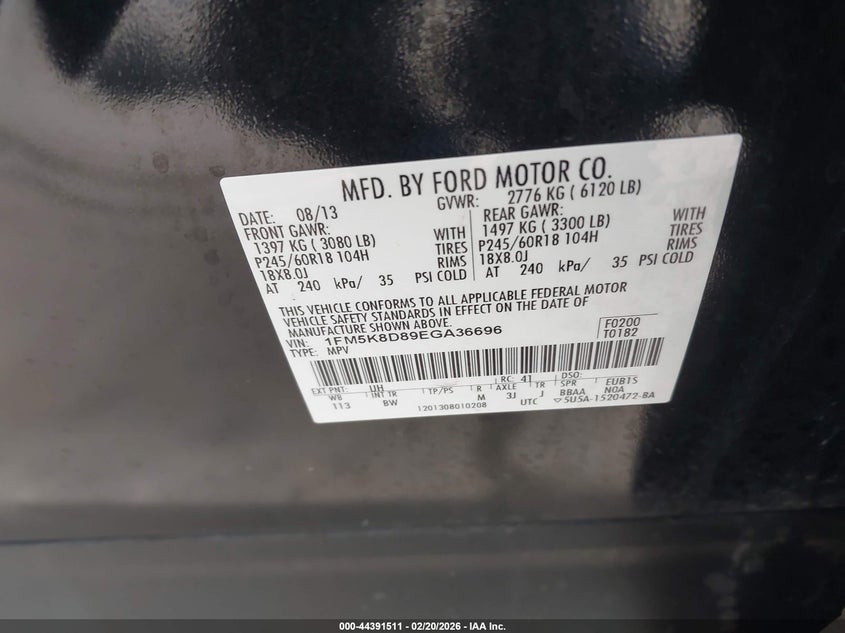 MFD. BY FORD MOTOR CO.
DATE: 08/13 GVWR: 2776 KG ( 6120 LB)
FRONT GAWR: REAR GAWR:
1397 KG ( 3080 LB) WITH 1497 KG ( 3300 LB) WITH
P245/60R18 104H TIRES P245/60R18 104H TIRES
18X8.0J RIMS 18X8.0J RIMS
AT 240 kPa/ 35 PSI COLD AT 240 kPa/ 35 PSI COLD
THIS VEHICLE CONFORMS TO ALL APPLICABLE FEDERAL MOTOR
VEHICLE SAFETY STANDARDS IN EFFECT ON THE DATE OF
MANUFACTURE SHOWN ABOVE.
VIN: 1FM5K8D89EGA36696 F0200
TYPE: MPV T0182
EXT PNT: UH RC: 41 DSO:
WB INT TR TP/PS R AXLE TR SPR EUB1S
113 BW M 3J J BBAA NOA
1201308010208 UTC ▽5U5A-1520472-BA
000-44391511 — 02/20/2026 — IAA Inc.